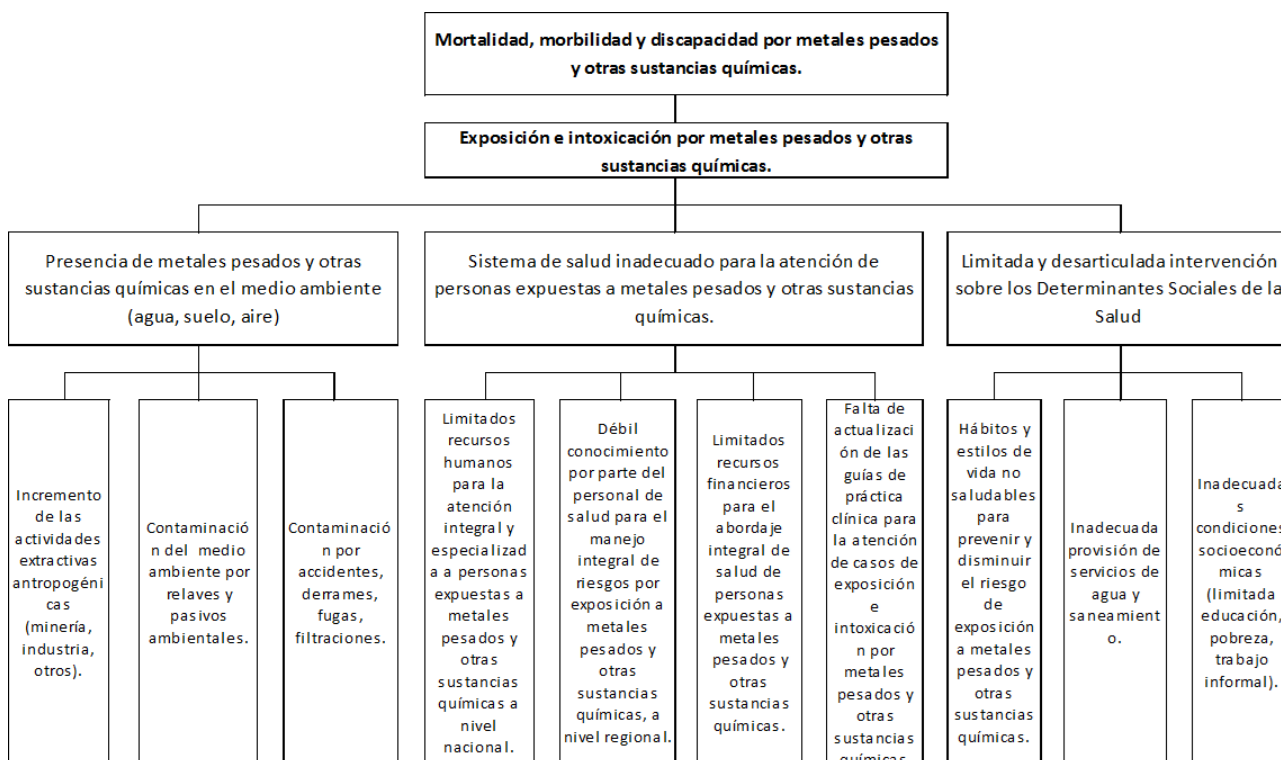 Mortalidad, morbilidad y discapacidad por metales pesados
y otras sustancias químicas.
Exposición e intoxicación por metales pesados y otras
sustancias químicas.
Presencia de metales pesados y otras
sustancias químicas en el medio ambiente
(agua, suelo, aire)
Sistema de salud inadecuado para la atención de
personas expuestas a metales pesados y otras sustancias
químicas.
Limitada y desarticulada intervención
sobre los Determinantes Sociales de la
Salud
Incremento
de las
actividades
extractivas
antropogéni
cas
(minería,
industria,
otros).
Contaminació
n del medio
ambiente por
relaves y
pasivos
ambientales.
Contaminació
n por
accidentes,
derrames,
fugas,
filtraciones.
Limitados
recursos
humanos
para la
atención
integral y
especializad
a a personas
expuestas a
metales
pesados y
otras
sustancias
químicas a
nivel
nacional.
Débil
conocimiento
por parte del
personal de
salud para el
manejo
integral de
riesgos por
exposición a
metales
pesados y
otras
sustancias
químicas, a
nivel regional.
Limitados
recursos
financieros
para el
abordaje
integral de
salud de
personas
expuestas a
metales
pesados y
otras
sustancias
químicas.
Falta de
actualizaci
ón de las
guías de
práctica
clínica para
la atención
de casos de
exposición
e
intoxicación
por metales
pesados y
otras
sustancias
químicas
Hábitos y
estilos de
vida no
saludables
para
prevenir y
disminuir
el riesgo
de
exposición
a metales
pesados y
otras
sustancias
químicas.
Inadecuada
provisión de
servicios de
agua y
saneamient
o.
Inadecuada
s
condiciones
socioeconó
micas
(limitada
educación,
pobreza,
trabajo
informal).